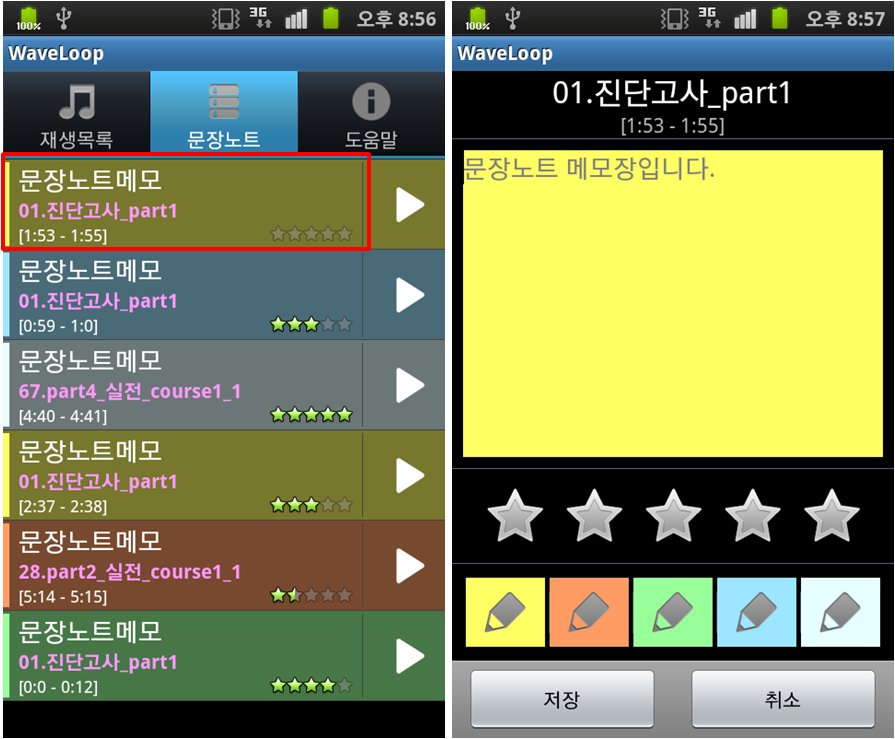 100%
3G
오후 8:56
WaveLoop
재생목록
문장노트
도움말
문장노트메모
01.진단고사_part1
[1:53 - 1:55]
문장노트메모
01.진단고사_part1
[0:59 - 1:0]
문장노트메모
67.part4_실전_course1_1
[4:40 - 4:41]
문장노트메모
01.진단고사_part1
[2:37 - 2:38]
문장노트메모
28.part2_실전_course1_1
[5:14 - 5:15]
문장노트메모
01.진단고사_part1
[0:0 - 0:12]
100%
3G
오후 8:57
WaveLoop
01.진단고사_part1
[1:53 - 1:55]
문장노트 메모장입니다.
저장
취소